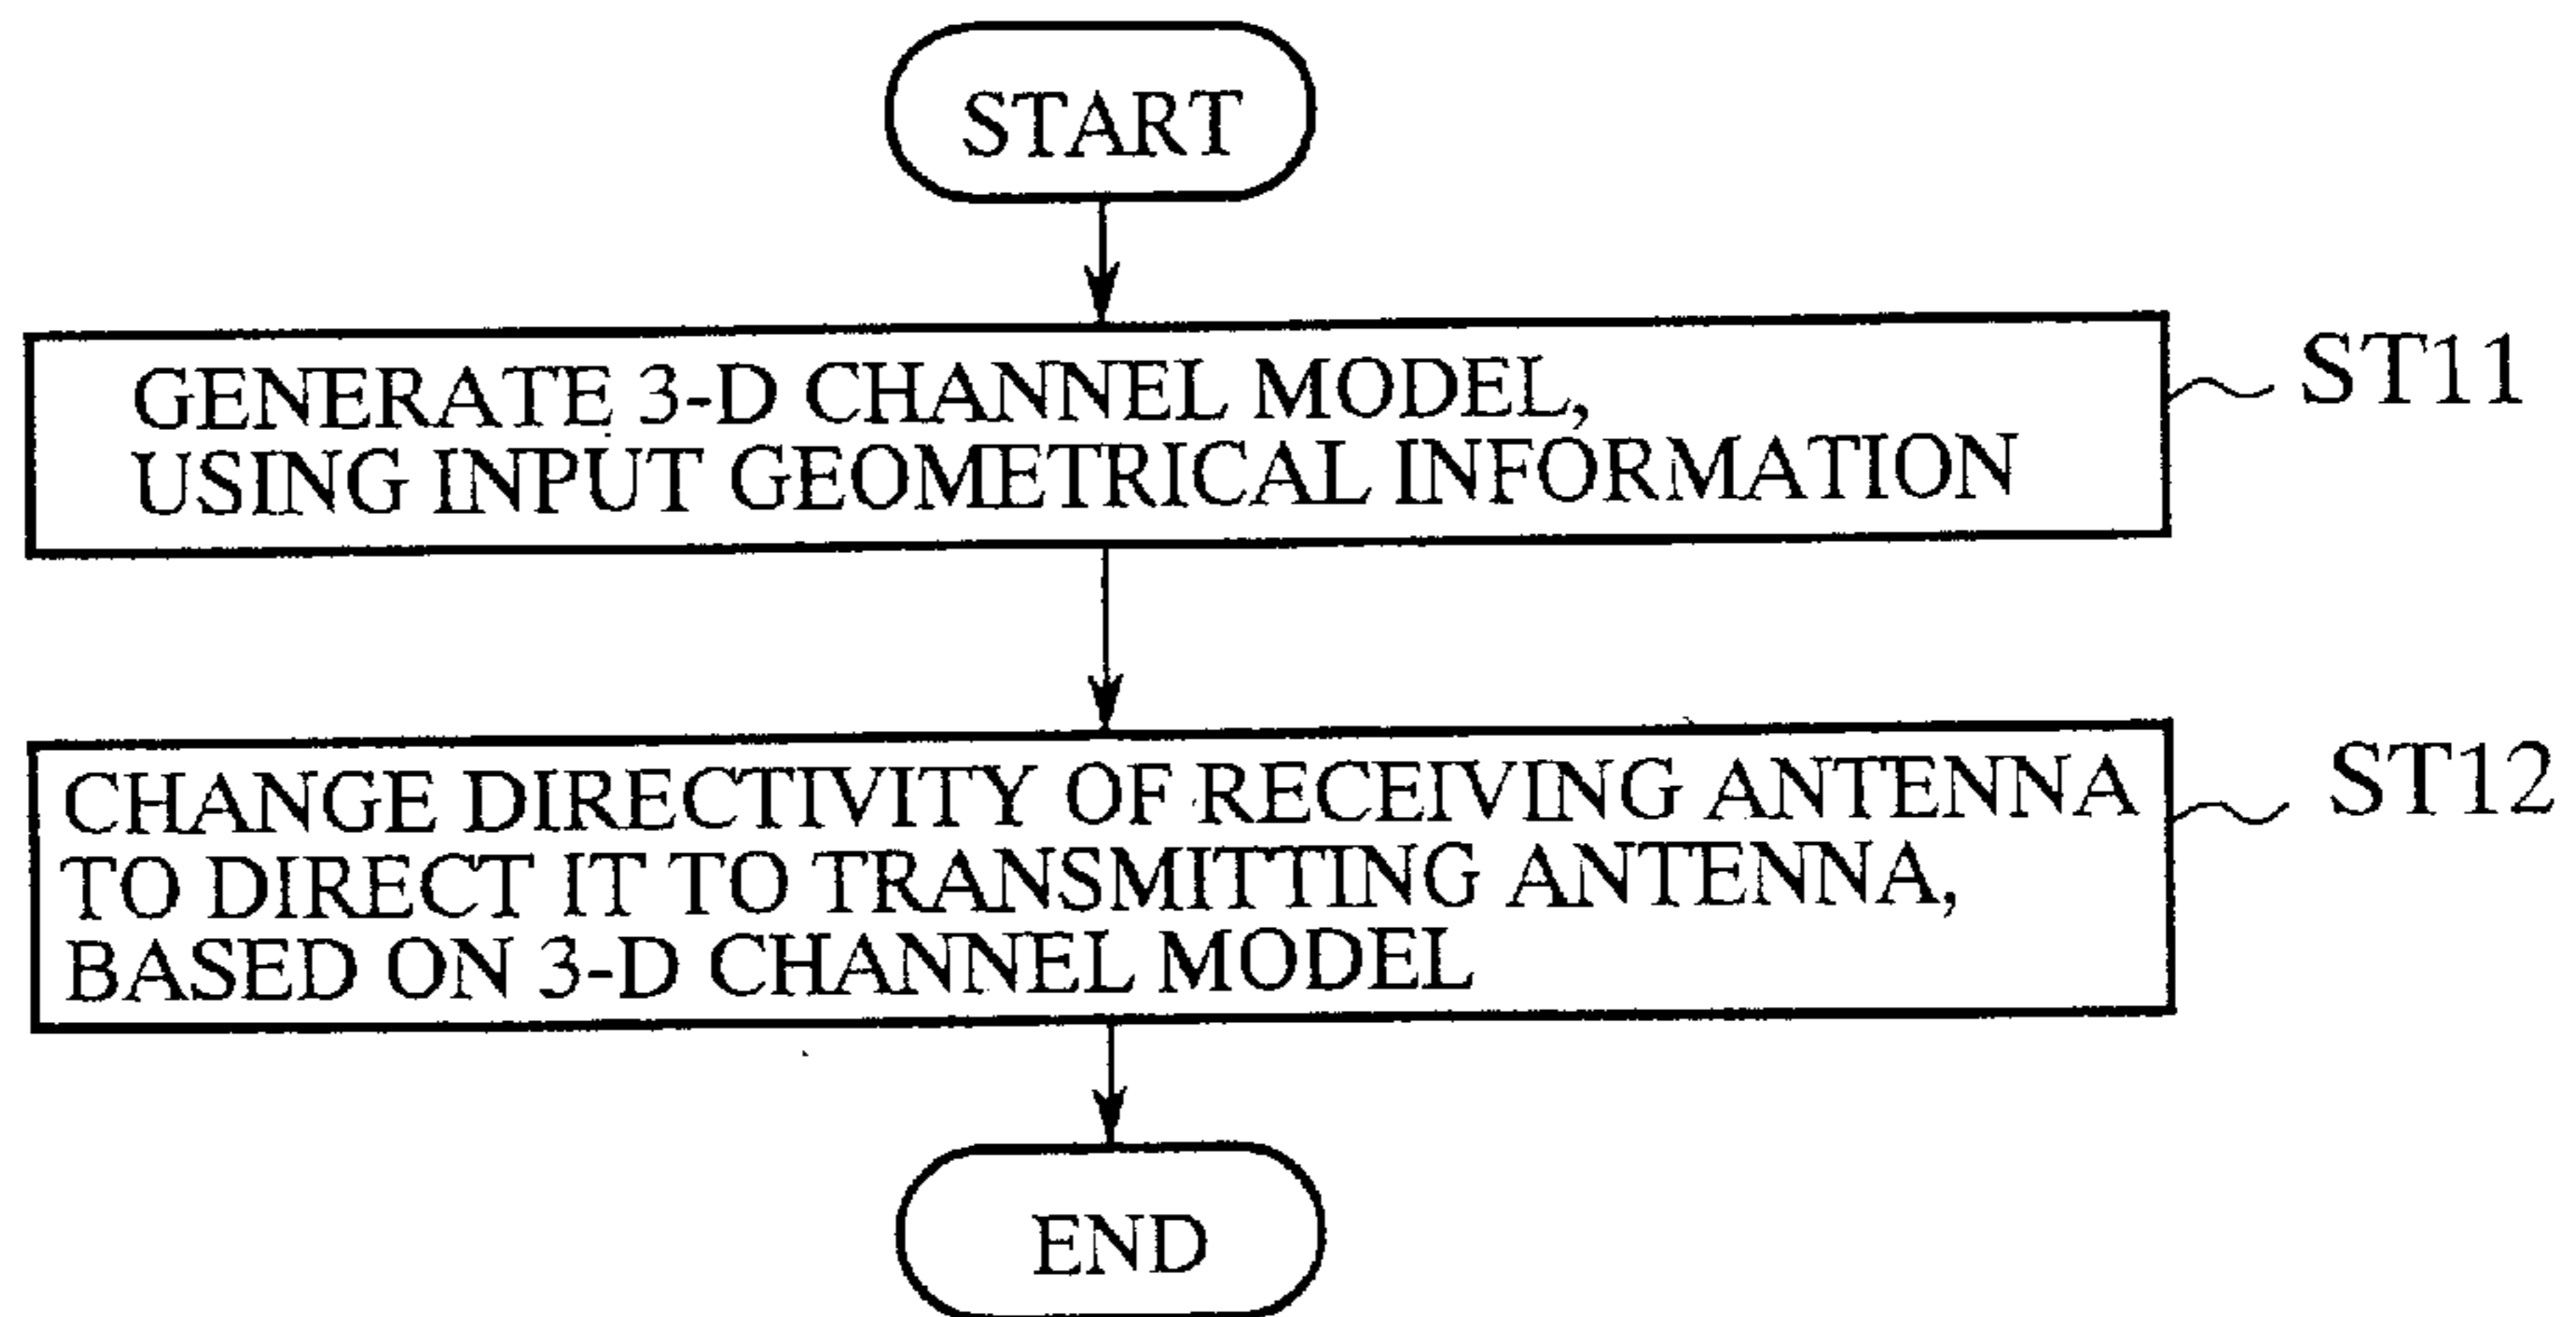 START
GENERATE 3-D CHANNEL MODEL,
USING INPUT GEOMETRICAL INFORMATION
ST11
CHANGE DIRECTIVITY OF RECEIVING ANTENNA
TO DIRECT IT TO TRANSMITTING ANTENNA,
BASED ON 3-D CHANNEL MODEL
ST12
END